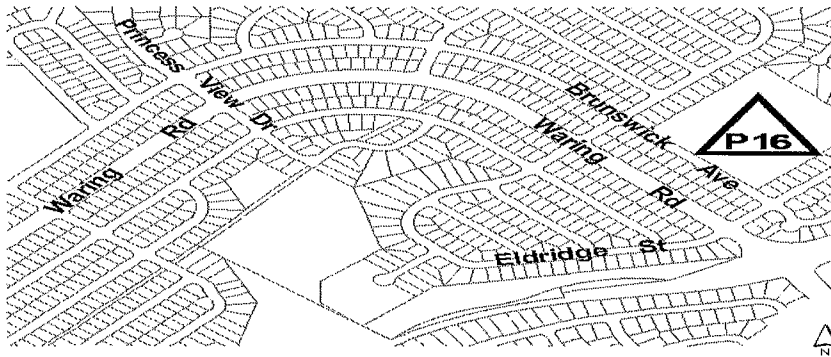 Princess View Dr
Waring Rd
Brunswick Ave
Waring Rd
P16
Eldridge St
N